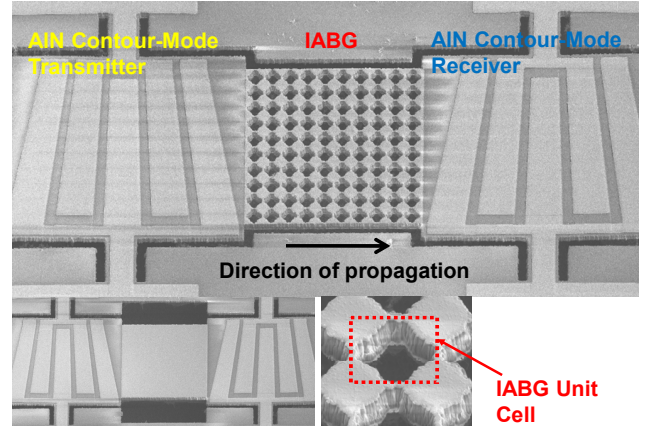 AlN Contour-Mode
Transmitter
IABG
AlN Contour-Mode
Receiver
Direction of propagation
IABG Unit
Cell